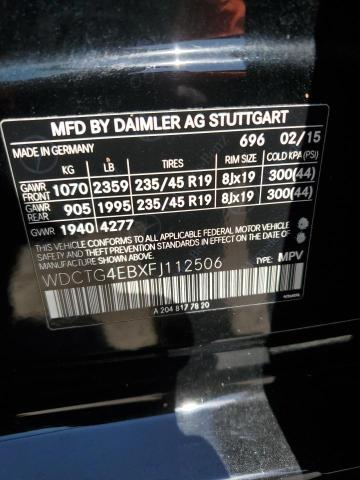 MFD BY DAIMLER AG STUTTGART
MADE IN GERMANY 696 02/15
KG LB TIRES RIM SIZE COLD KPA (PSI)
GAWR FRONT 1070 2359 235/45 R19 8Jx19 300(44)
GAWR REAR 905 1995 235/45 R19 8Jx19 300(44)
GVWR 1940 4277
THIS VEHICLE CONFORMS TO ALL APPLICABLE U.S. FEDERAL MOTOR VEHICLE
SAFETY STANDARDS IN EFFECT ON THE DATE OF
MANUFACTURE SHOWN ABOVE.
WDCTG4EBXFJ112506 TYPE: MPV
A 204 817 78 20